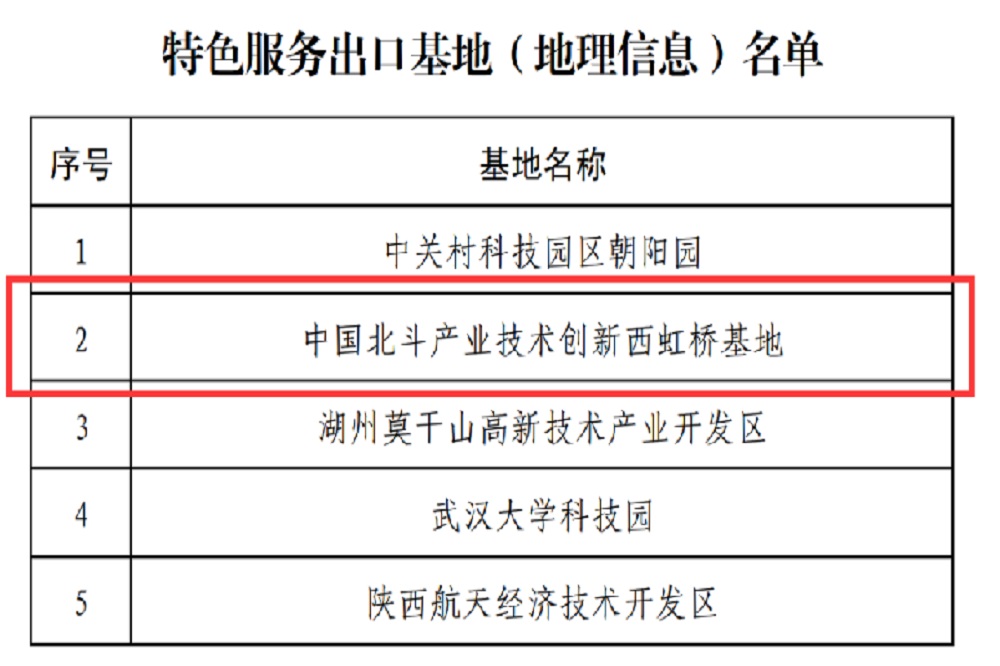 特色服务出口基地（地理信息）名单
序号 基地名称
1 中关村科技园区朝阳园
2 中国北斗产业技术创新西虹桥基地
3 湖州莫干山高新技术产业开发区
4 武汉大学科技园
5 陕西航天经济技术开发区